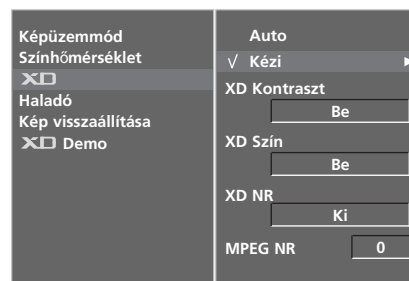 Képüzemmód
Színhőmérséklet
XD
Haladó
Kép visszaállítása
XD Demo
Auto
√ Kézi ►
XD Kontraszt
Be
XD Szín
Be
XD NR
Ki
MPEG NR 0